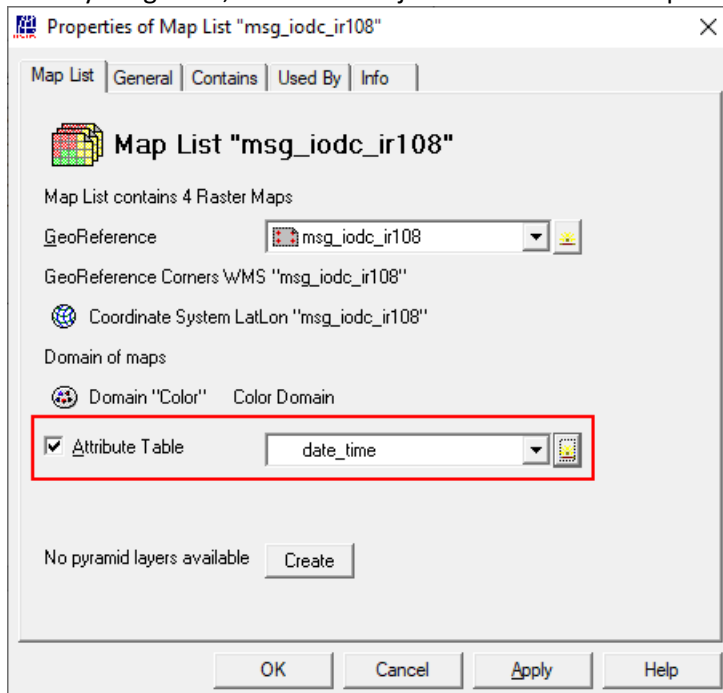 Properties of Map List "msg_iodc_ir108"
Map List General Contains Used By Info
Map List "msg_iodc_ir108"
Map List contains 4 Raster Maps
GeoReference msg_iodc_ir108
GeoReference Corners WMS "msg_iodc_ir108"
Coordinate System LatLon "msg_iodc_ir108"
Domain of maps
Domain "Color" Color Domain
Attribute Table date_time
No pyramid layers available Create
OK Cancel Apply Help